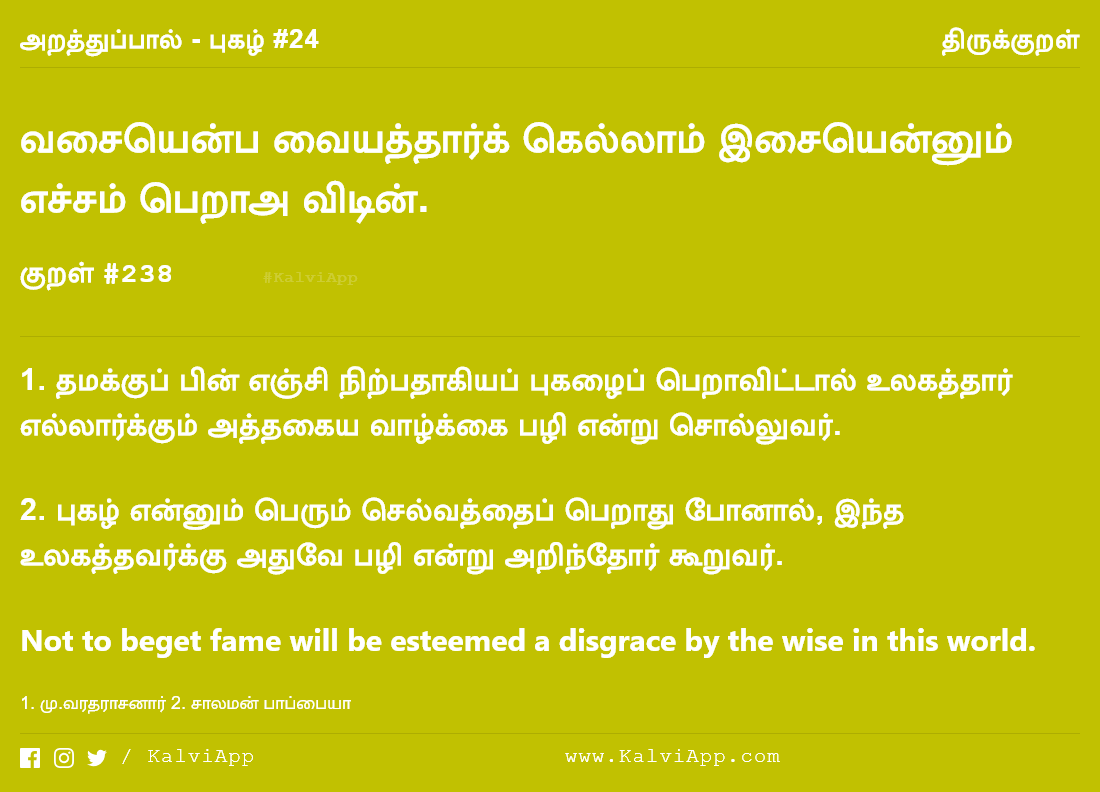 அறத்துப்பால் - புகழ் #24
திருக்குறள்
வசையென்ப வையத்தார்க் கெல்லாம் இசையென்னும்
எச்சம் பெறாஅ விடின்.
குறள் #238
#KalviApp
1. தமக்குப் பின் எஞ்சி நிற்பதாகியப் புகழைப் பெறாவிட்டால் உலகத்தார்
எல்லார்க்கும் அத்தகைய வாழ்க்கை பழி என்று சொல்லுவர்.
2. புகழ் என்னும் பெரும் செல்வத்தைப் பெறாது போனால், இந்த
உலகத்தவர்க்கு அதுவே பழி என்று அறிந்தோர் கூறுவர்.
Not to beget fame will be esteemed a disgrace by the wise in this world.
1. மு.வரதராசனார் 2. சாலமன் பாப்பையா
/ KalviApp
www.KalviApp.com